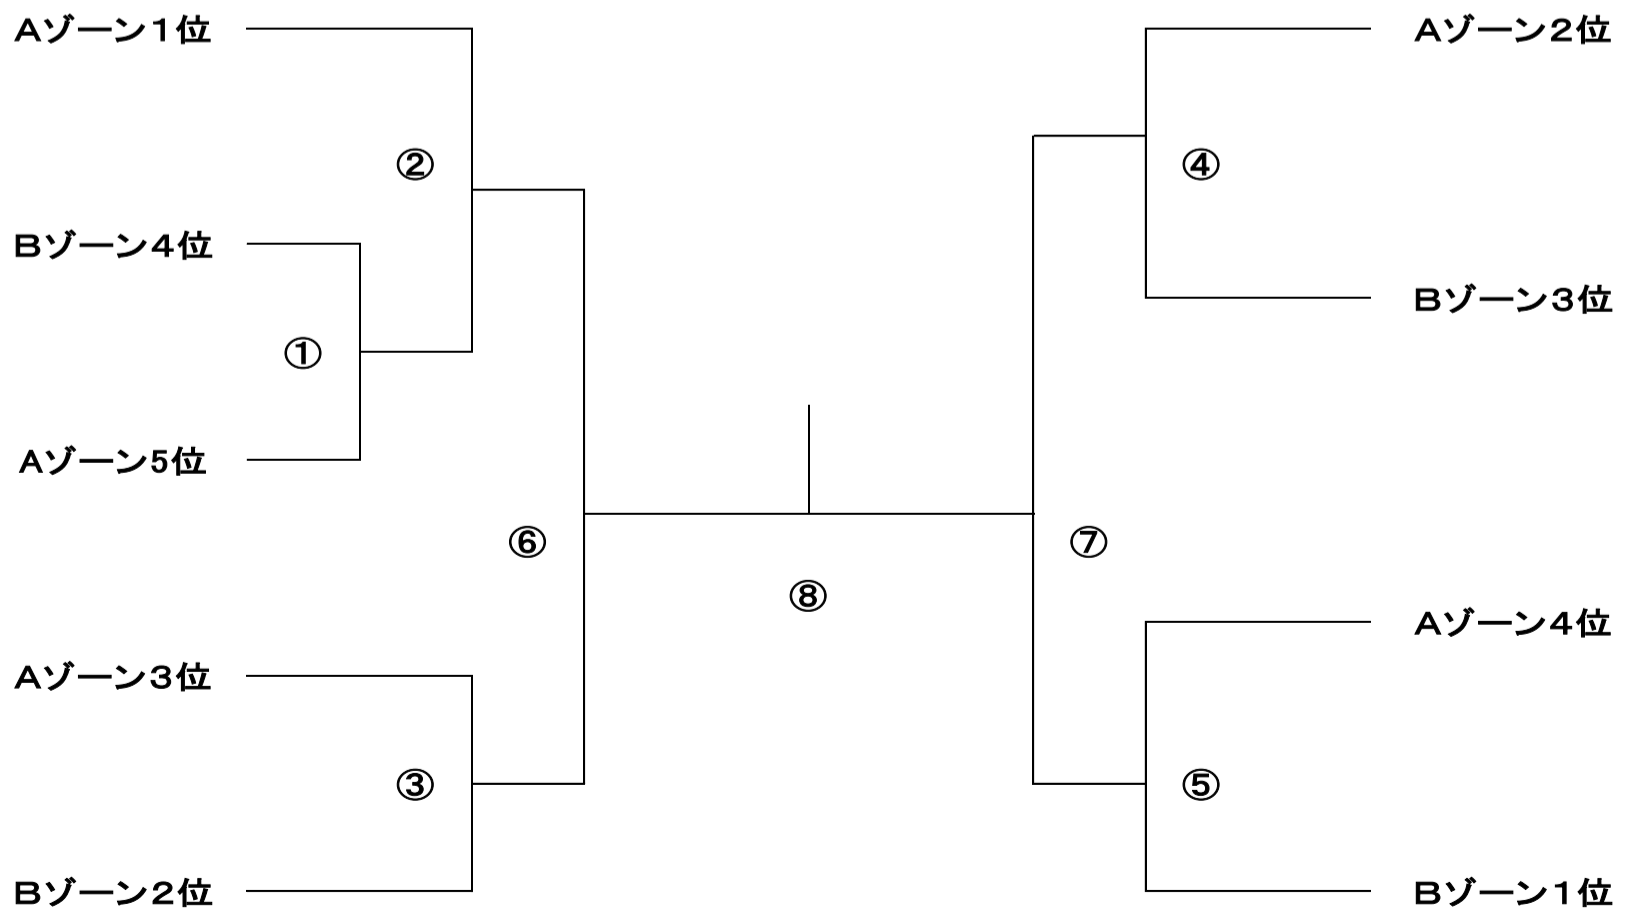 Aゾーン1位
Aゾーン2位
②
④
Bゾーン4位
Bゾーン3位
①
Aゾーン5位
⑥
⑦
⑧
Aゾーン4位
Aゾーン3位
③
⑤
Bゾーン2位
Bゾーン1位